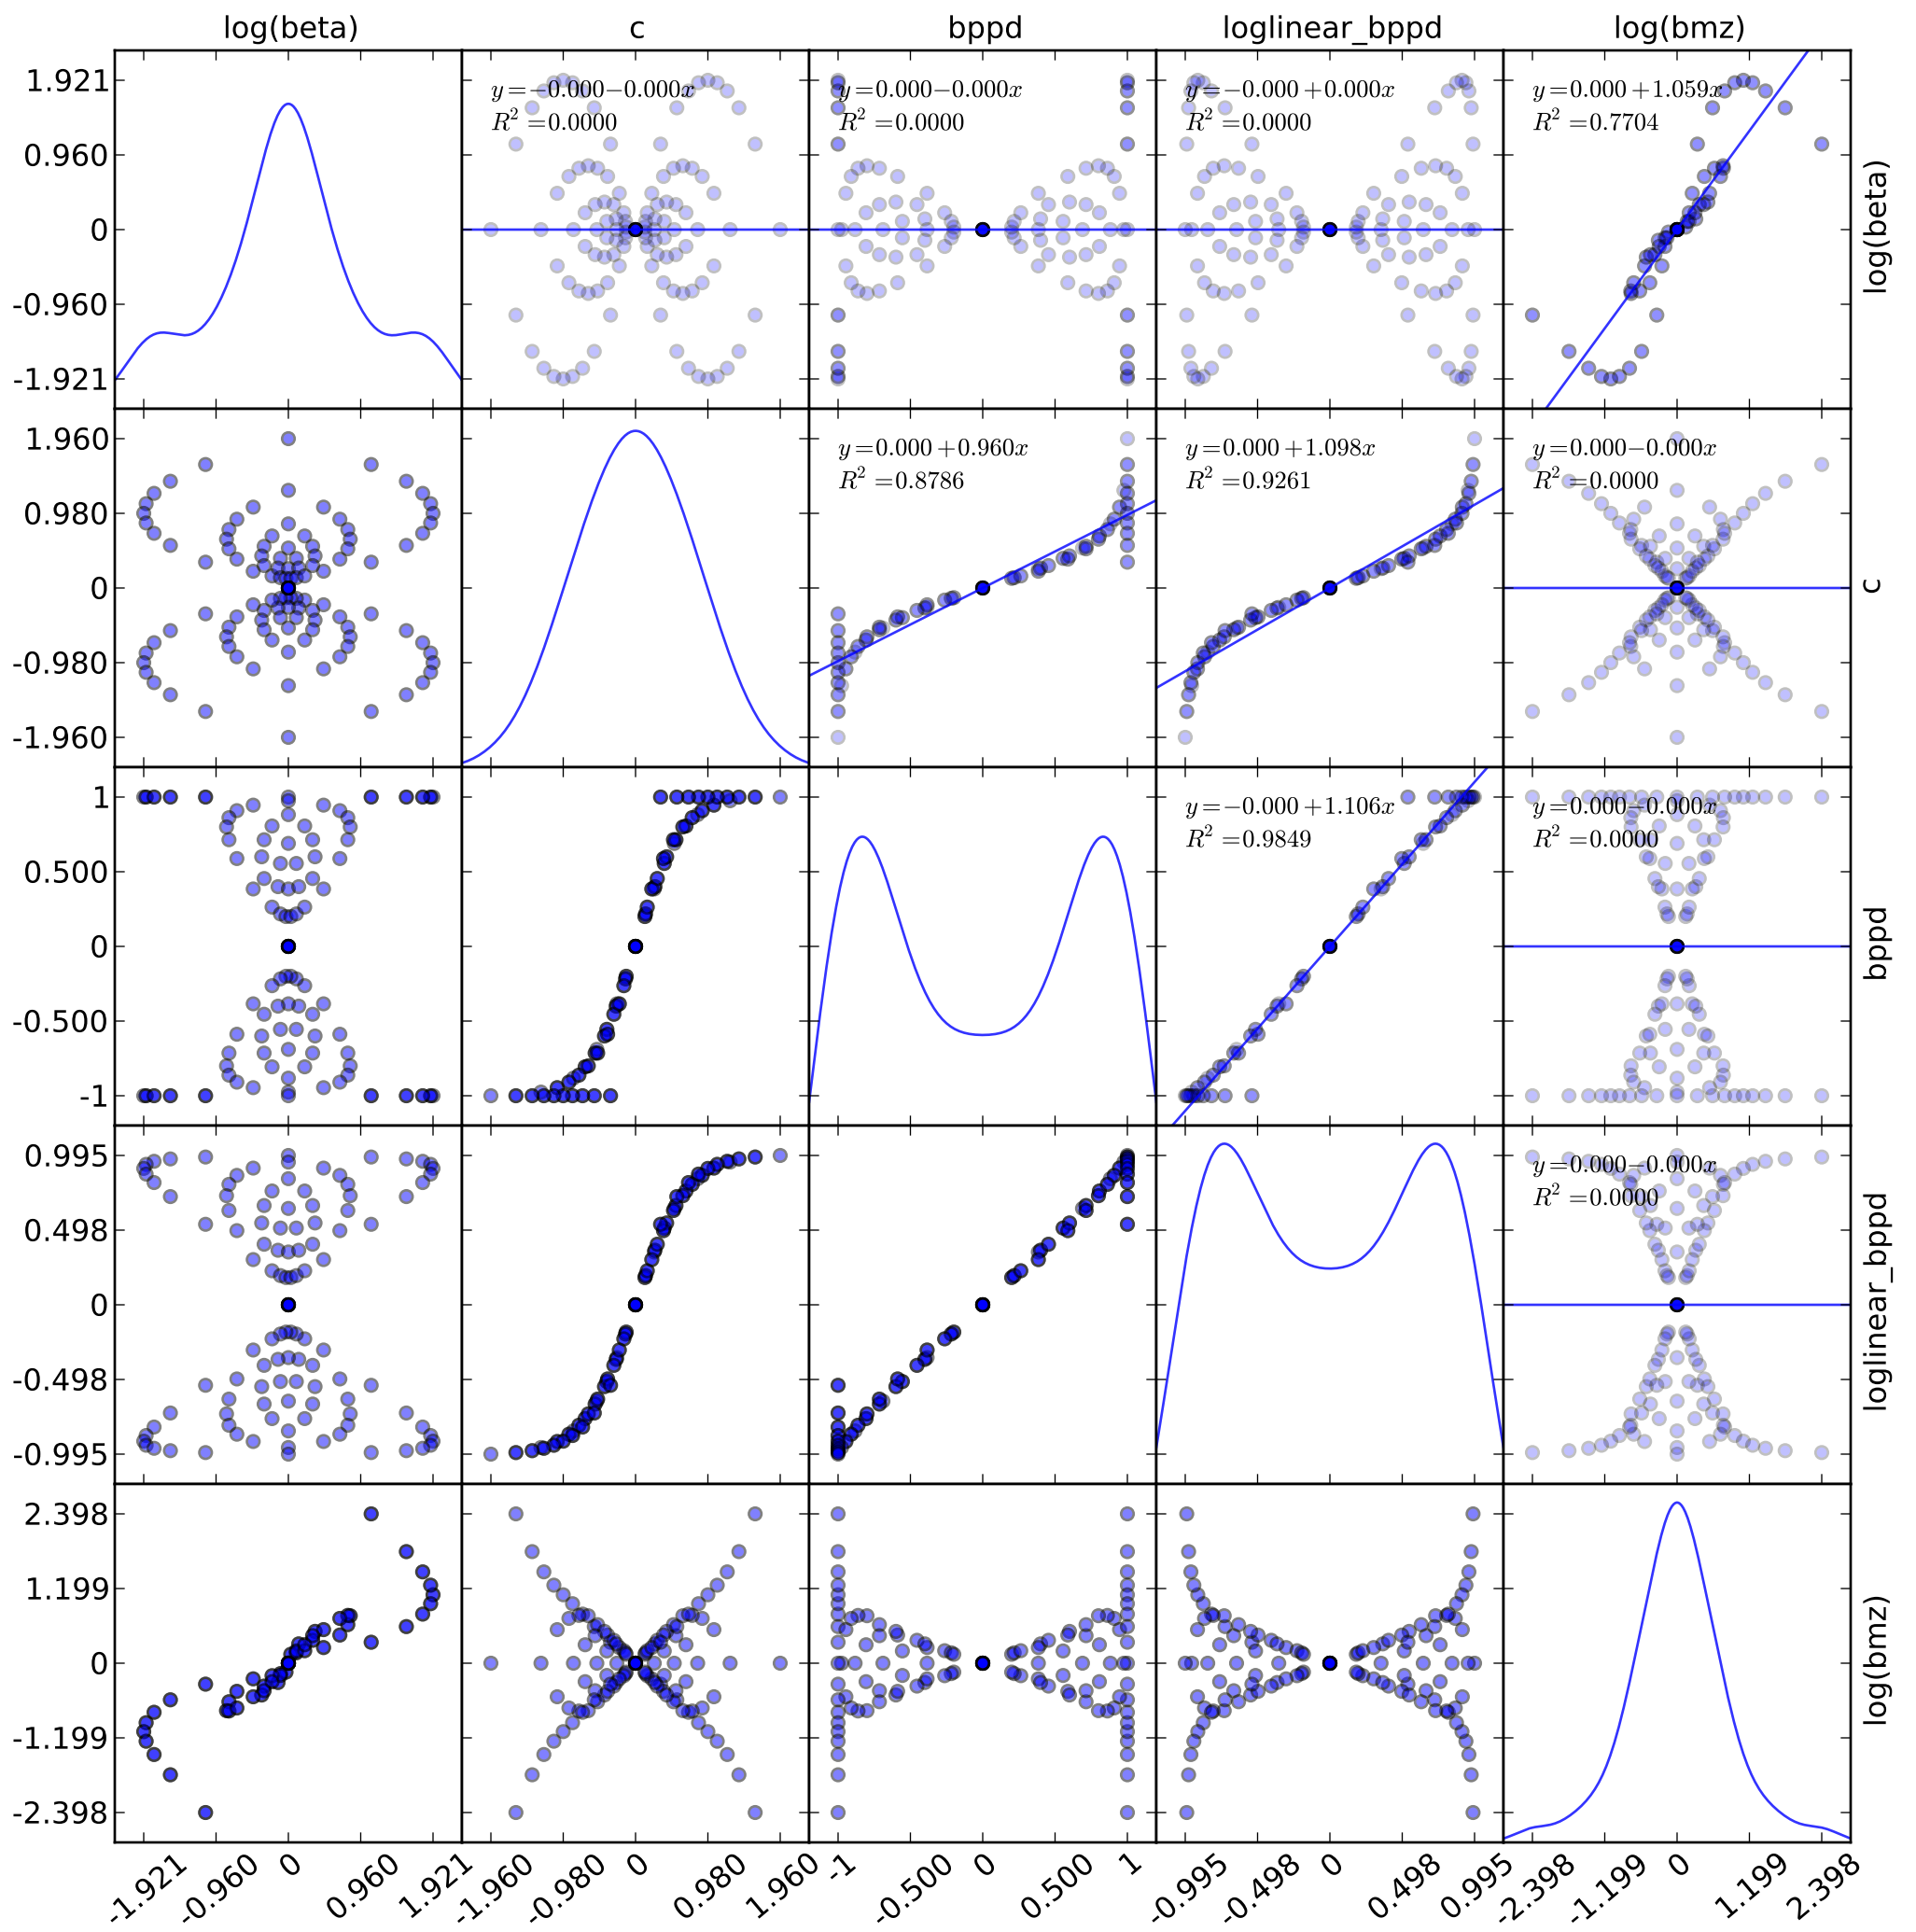 log(beta) c bppd loglinear_bppd log(bmz)
1.921
0.960
0
-0.960
-1.921
y=−0.000−0.000x
R² =0.0000
y=0.000−0.000x
R² =0.0000
y=−0.000+0.000x
R² =0.0000
y=0.000+1.059x
R² =0.7704
log(beta)
1.960
0.980
0
-0.980
-1.960
y=0.000+0.960x
R² =0.8786
y=0.000+1.098x
R² =0.9261
y=0.000−0.000x
R² =0.0000
c
1
0.500
0
-0.500
-1
y=−0.000+1.106x
R² =0.9849
y=0.000−0.000x
R² =0.0000
bppd
0.995
0.498
0
-0.498
-0.995
y=0.000−0.000x
R² =0.0000
loglinear_bppd
2.398
1.199
0
-1.199
-2.398
log(bmz)
-1.921 -0.960 0 0.960 1.921 -1.960 -0.980 0 0.980 1.960 -1 -0.500 0 0.500 1 -0.995 -0.498 0 0.498 0.995 -2.398 -1.199 0 1.199 2.398